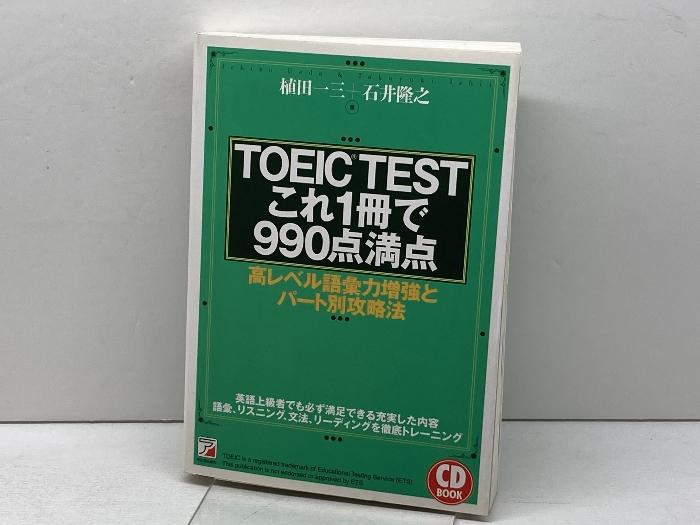 Ichizo Ueda & Takayuki Ishii
植田一三＋石井隆之
著
TOEIC® TEST
これ1冊で
990点満点
高レベル語彙力増強と
パート別攻略法
英語上級者でも必ず満足できる充実した内容
語彙、リスニング、文法、リーディングを徹底トレーニング
TOEIC is a registered trademark of Educational Testing Service (ETS).
This publication is not endorsed or approved by ETS.
CD
BOOK